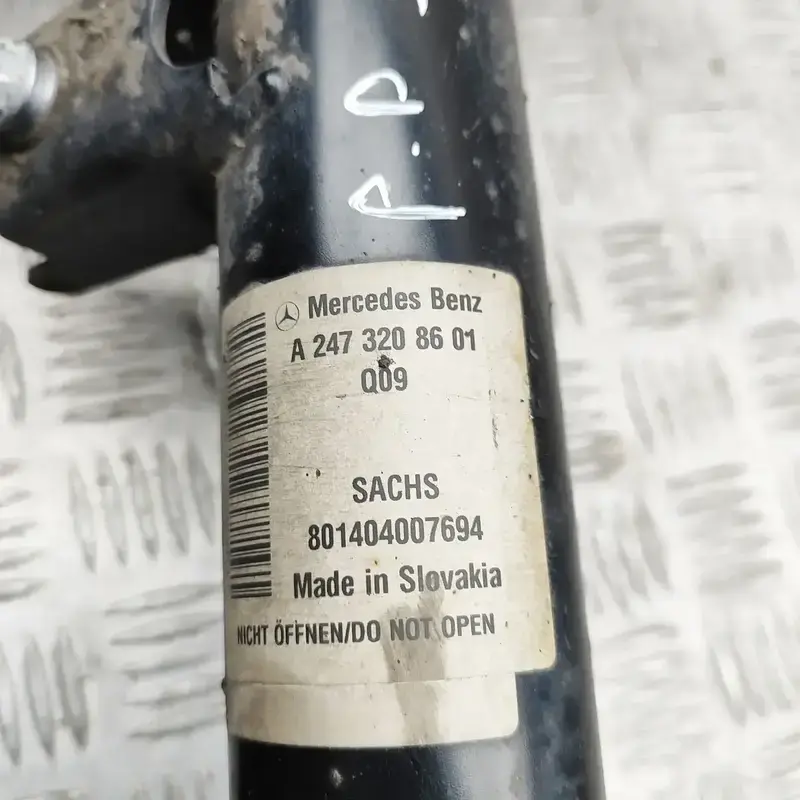 Mercedes Benz
A 247 320 86 01
Q09
SACHS
801404007694
Made in Slovakia
NICHT ÖFFNEN/DO NOT OPEN